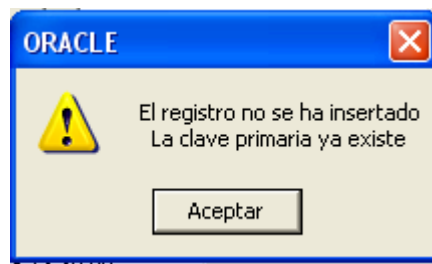 ORACLE
El registro no se ha insertado
La clave primaria ya existe
Aceptar